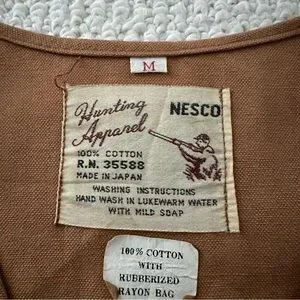 M
Hunting NESCO
Apparel
100% COTTON
R.N. 35588
MADE IN JAPAN
WASHING INSTRUCTIONS
HAND WASH IN LUKEWARM WATER
WITH MILD SOAP
100% COTTON
WITH
RUBBERIZED
RAYON BAG